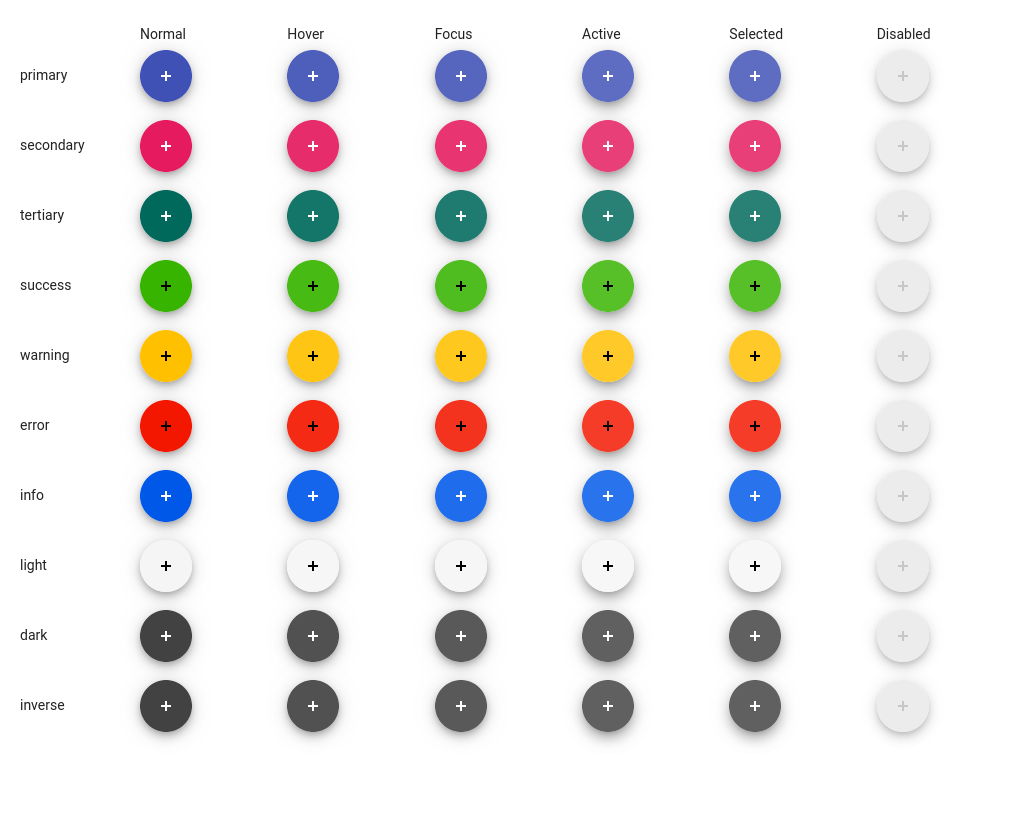 Normal Hover Focus Active Selected Disabled
primary
secondary
tertiary
success
warning
error
info
light
dark
inverse